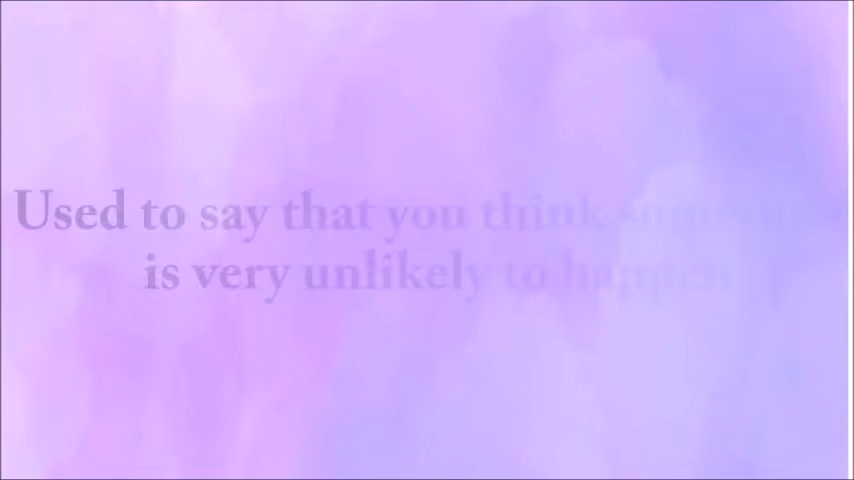 Used to say that you think something
is very unlikely to happen